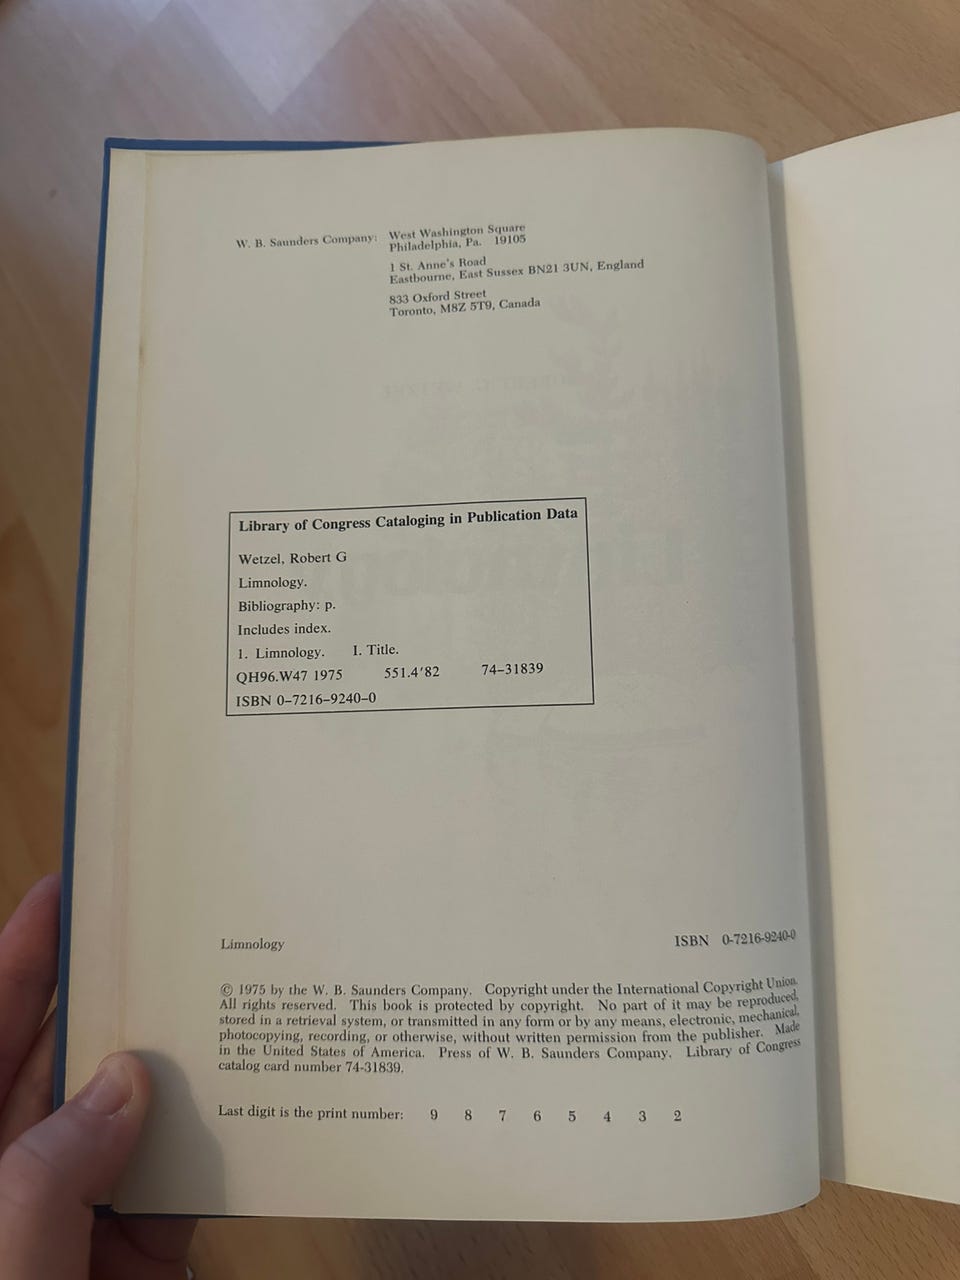 W. B. Saunders Company: West Washington Square
Philadelphia, Pa. 19105
1 St. Anne's Road
Eastbourne, East Sussex BN21 3UN, England
833 Oxford Street
Toronto, M8Z 5T9, Canada
Library of Congress Cataloging in Publication Data
Wetzel, Robert G
Limnology.
Bibliography: p.
Includes index.
1. Limnology. I. Title.
QH96.W47 1975 551.4'82 74-31839
ISBN 0-7216-9240-0
Limnology ISBN 0-7216-9240-0
© 1975 by the W. B. Saunders Company. Copyright under the International Copyright Union.
All rights reserved. This book is protected by copyright. No part of it may be reproduced,
stored in a retrieval system, or transmitted in any form or by any means, electronic, mechanical,
photocopying, recording, or otherwise, without written permission from the publisher. Made
in the United States of America. Press of W. B. Saunders Company. Library of Congress
catalog card number 74-31839.
Last digit is the print number: 9 8 7 6 5 4 3 2